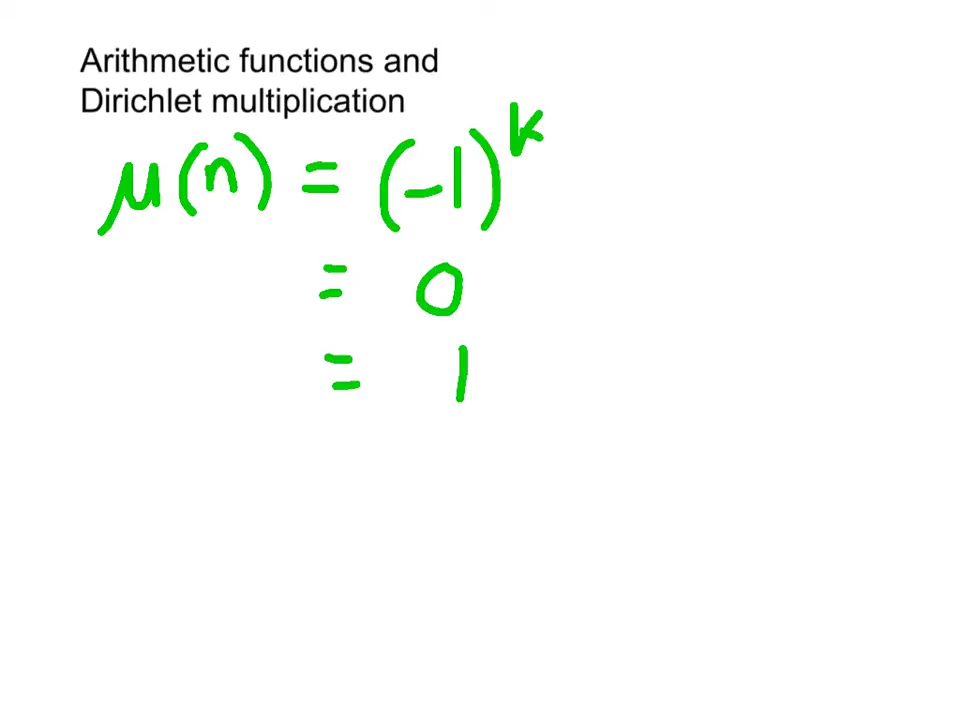 Arithmetic functions and
Dirichlet multiplication
μ(n) = (-1)^k
= 0
= 1